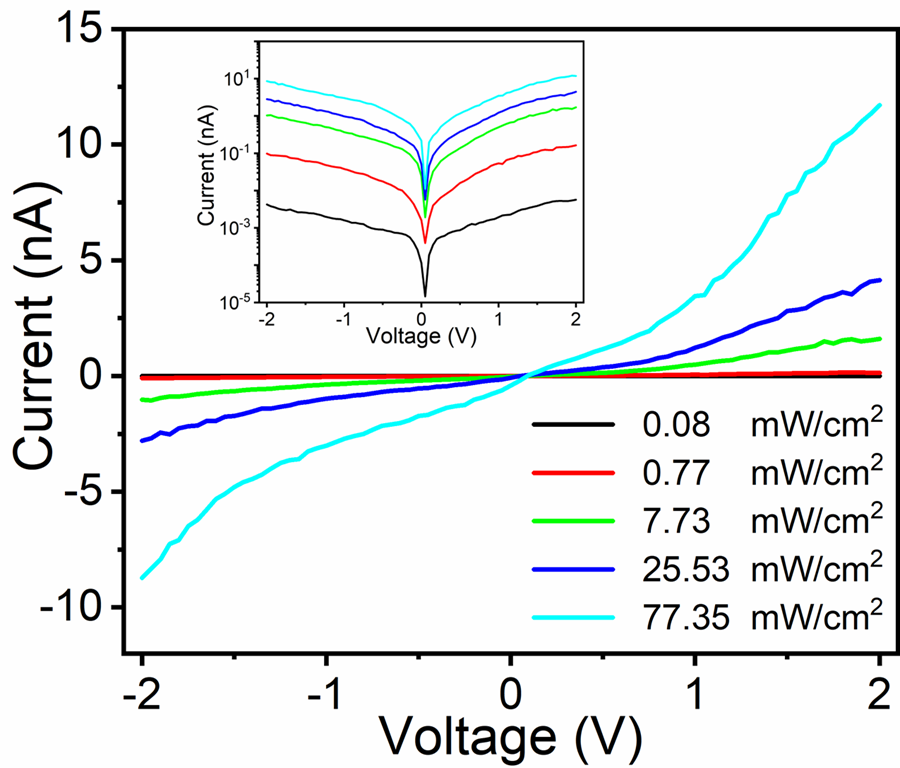 15
10
5
0
-5
-10
Current (nA)
-2
-1
0
1
2
Voltage (V)
10¹
10⁻¹
10⁻³
10⁻⁵
Current (nA)
-2
-1
0
1
2
Voltage (V)
0.08 mW/cm²
0.77 mW/cm²
7.73 mW/cm²
25.53 mW/cm²
77.35 mW/cm²